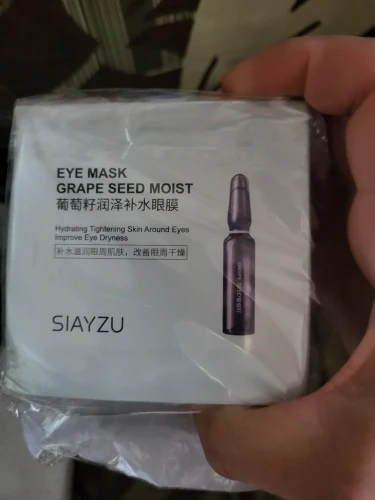 EYE MASK
GRAPE SEED MOIST
葡萄籽润泽补水眼膜
Hydrating Tightening Skin Around Eyes
Improve Eye Dryness
补水滋润眼周肌肤，改善眼周干燥
SIAYZU